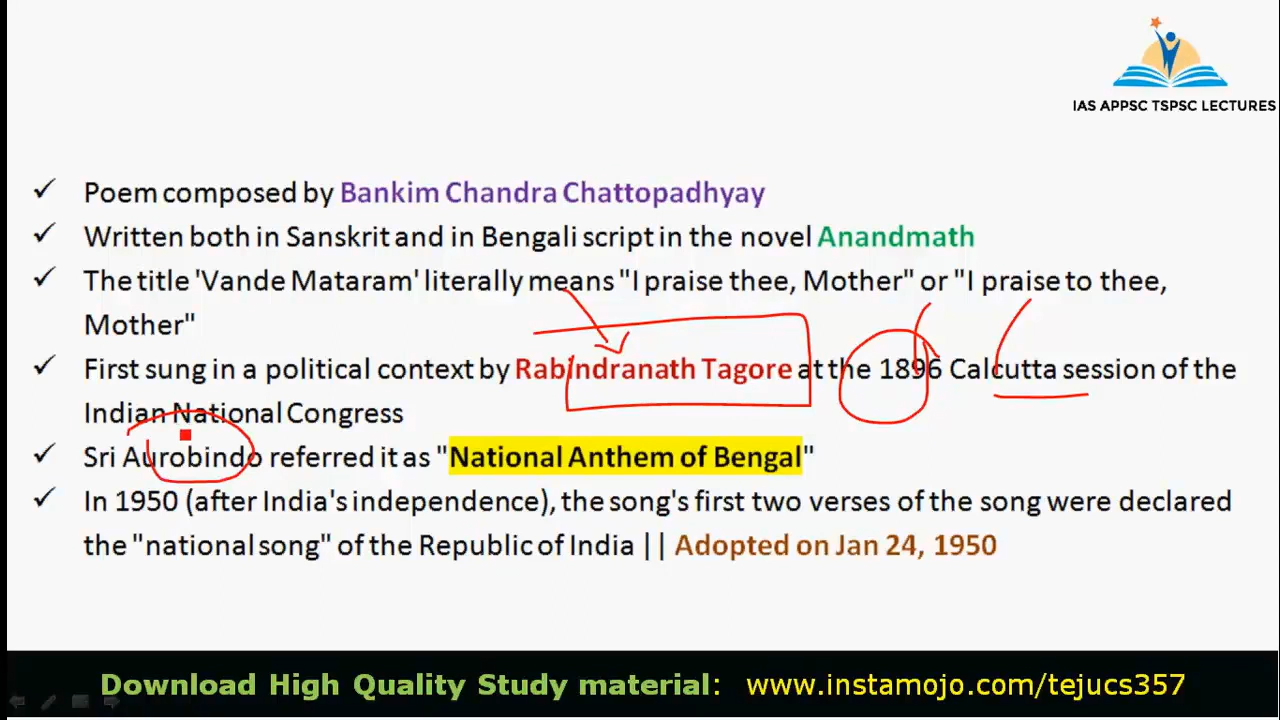 IAS APPSC TSPSC LECTURES
✓ Poem composed by Bankim Chandra Chattopadhyay
✓ Written both in Sanskrit and in Bengali script in the novel Anandmath
✓ The title 'Vande Mataram' literally means "I praise thee, Mother" or "I praise to thee,
Mother"
✓ First sung in a political context by Rabindranath Tagore at the 1896 Calcutta session of the
Indian National Congress
✓ Sri Aurobindo referred it as "National Anthem of Bengal"
✓ In 1950 (after India's independence), the song's first two verses of the song were declared
the "national song" of the Republic of India || Adopted on Jan 24, 1950
Download High Quality Study material: www.instamojo.com/tejucs357